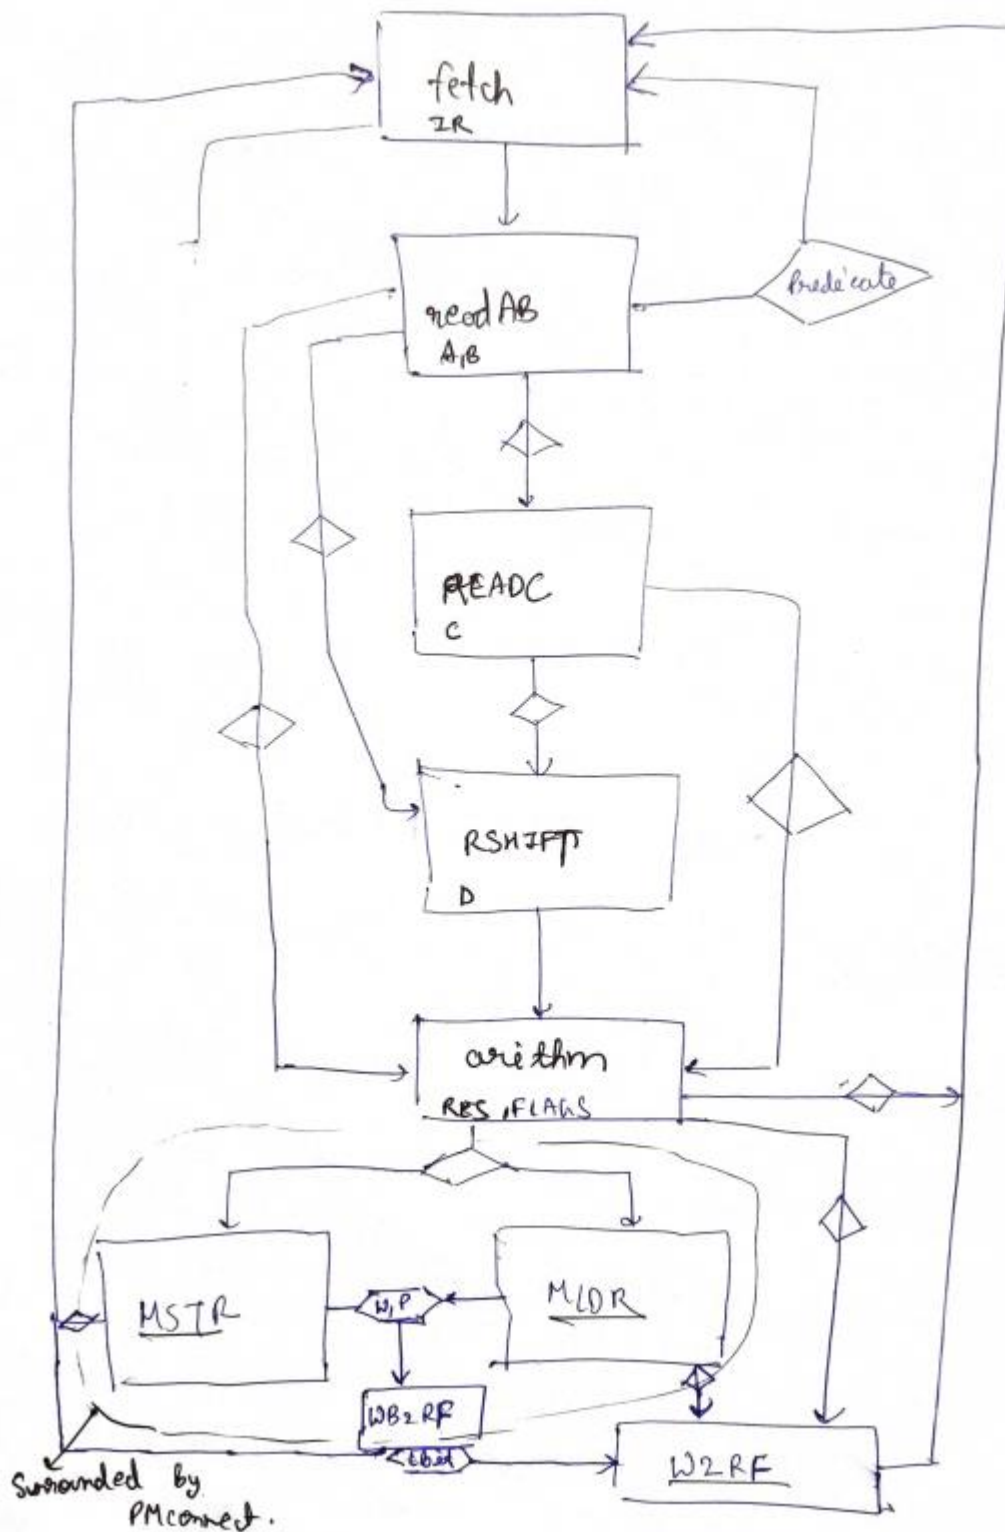 fetch
IR
Predicate
readAB
A,B
READC
C
RSHIFT
D
arithm
RES, FLAGS
MSTR
W,P
MLDR
WB2RF
W2RF
Surrounded by
PMconnect.